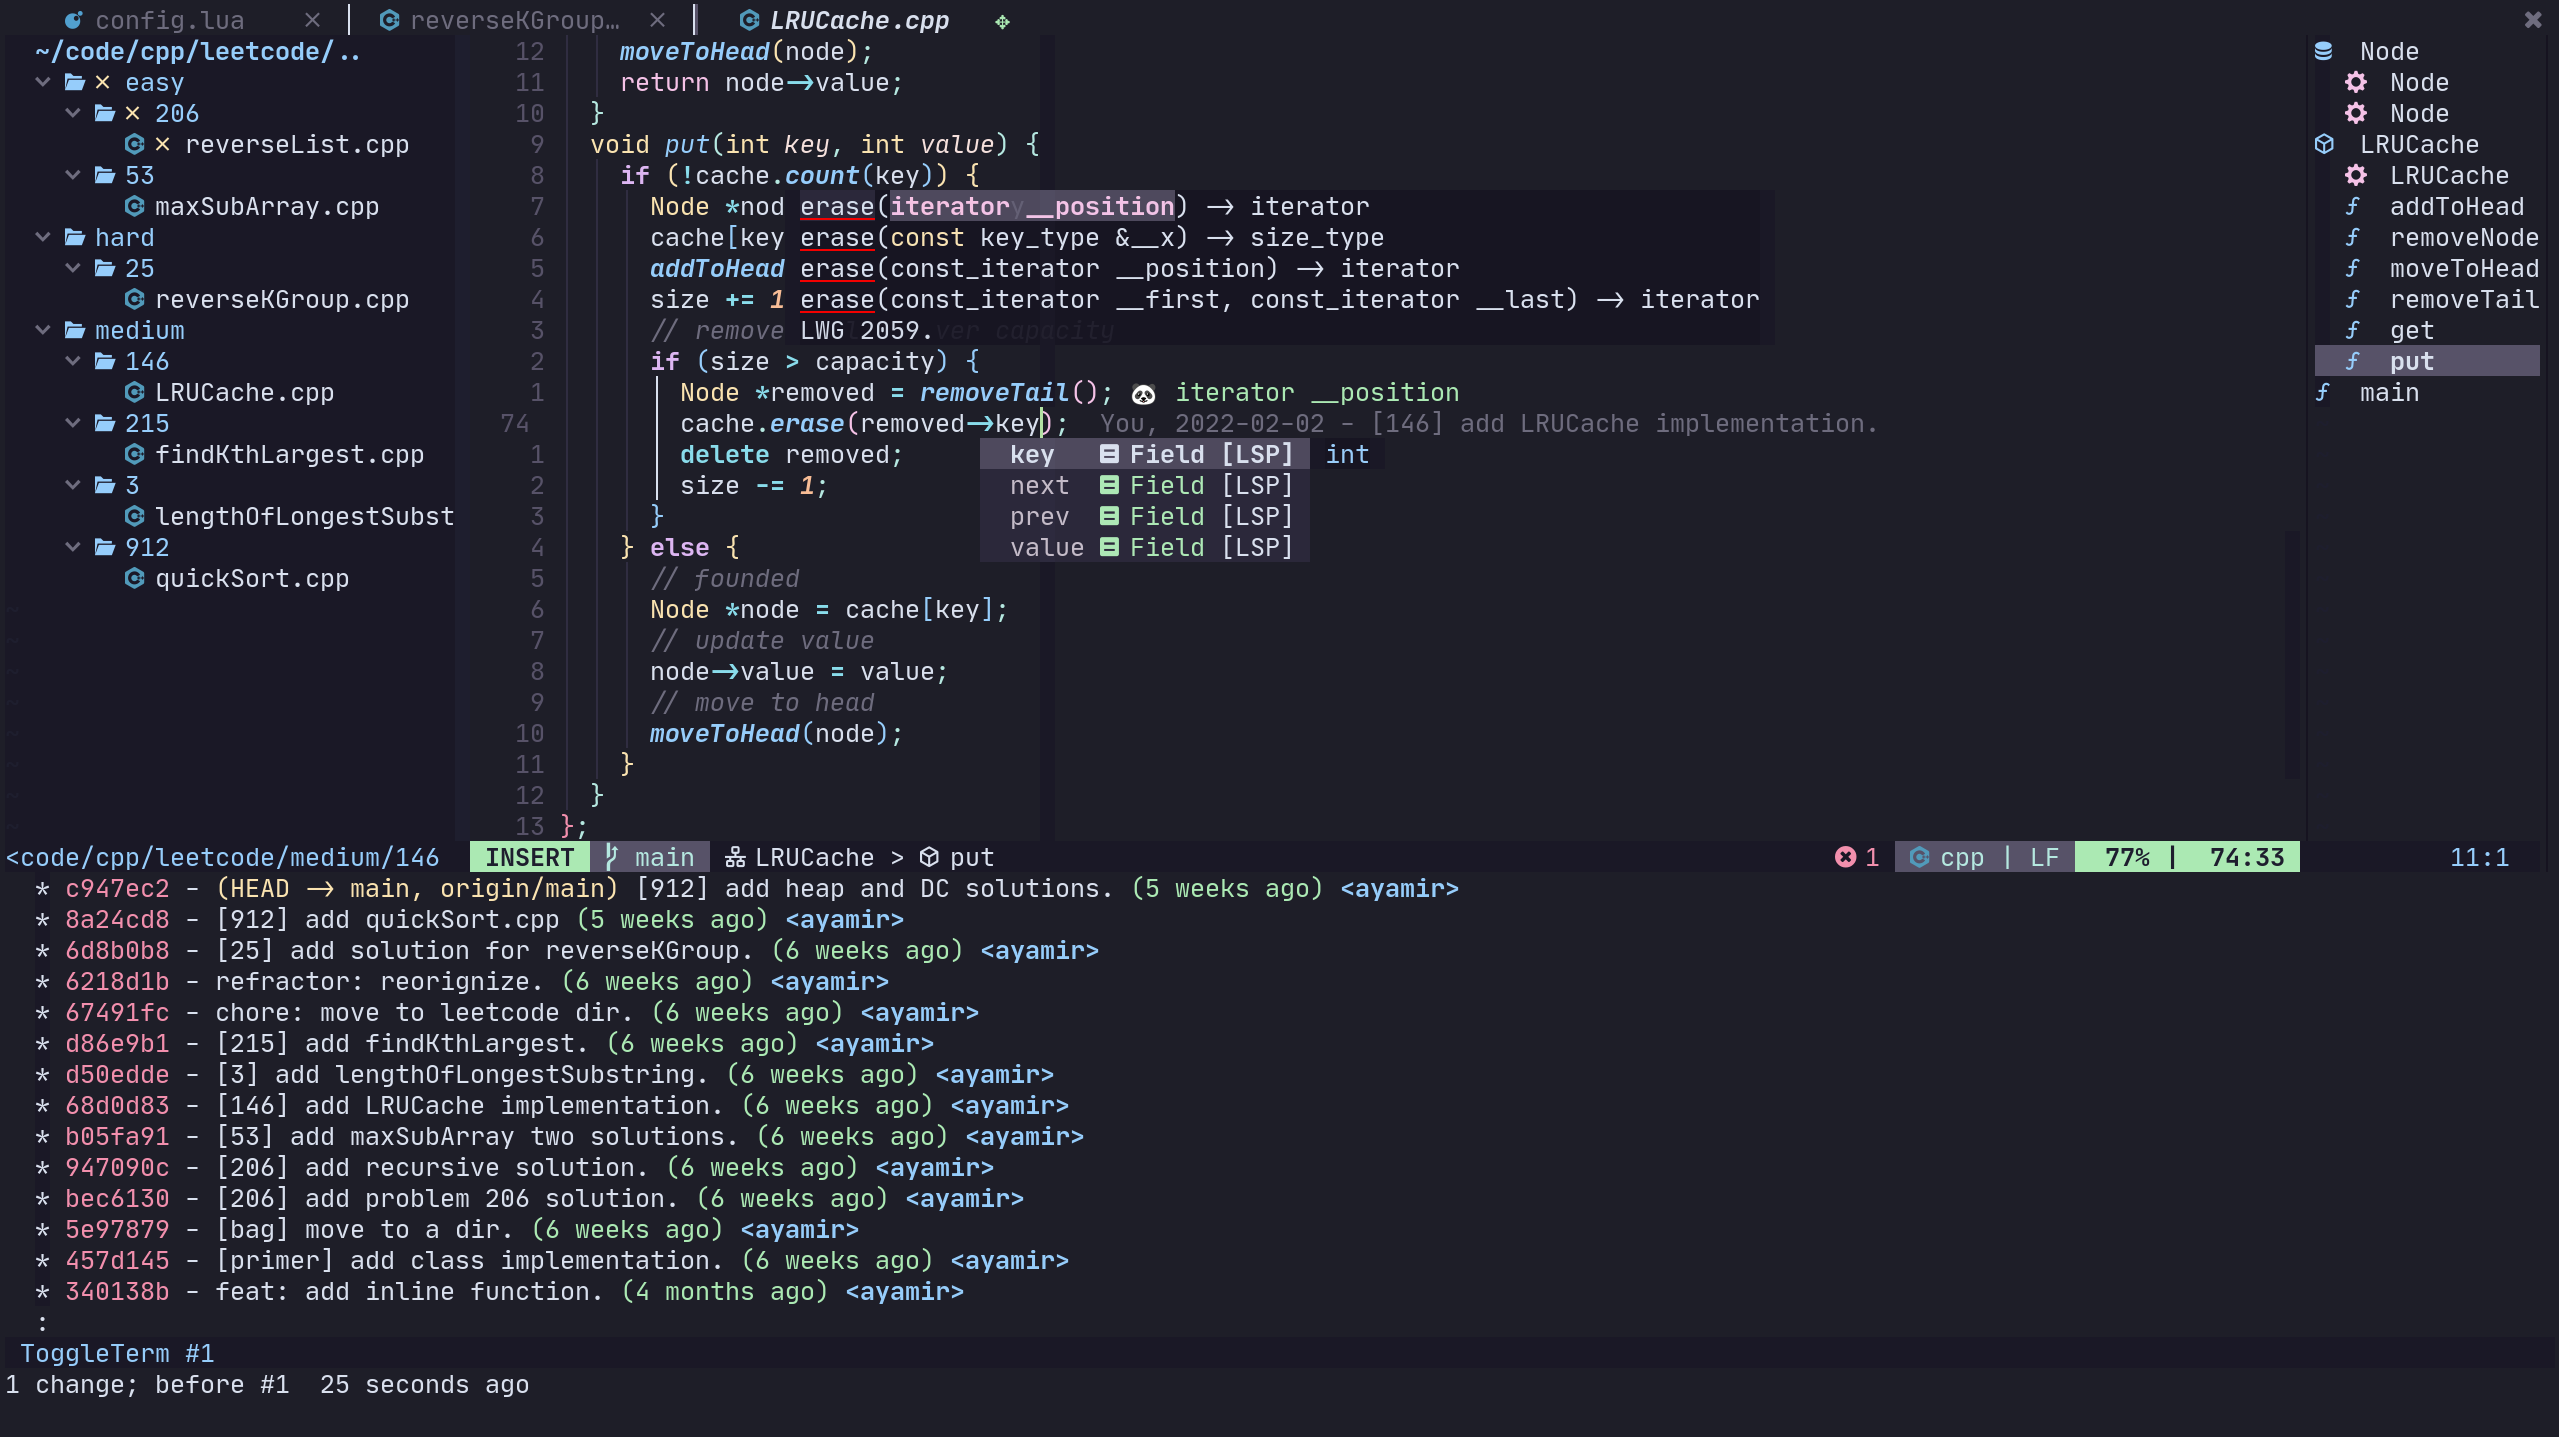 config.lua × reverseKGroup… × LRUCache.cpp
~/code/cpp/leetcode/..
easy
206
reverseList.cpp
53
maxSubArray.cpp
hard
25
reverseKGroup.cpp
medium
146
LRUCache.cpp
215
findKthLargest.cpp
3
lengthOfLongestSubst
912
quickSort.cpp
12 moveToHead(node);
11 return node->value;
10 }
9 void put(int key, int value) {
8 if (!cache.count(key)) {
7 Node *nod erase(iterator __position) -> iterator
6 cache[key erase(const key_type &__x) -> size_type
5 addToHead erase(const_iterator __position) -> iterator
4 size += 1 erase(const_iterator __first, const_iterator __last) -> iterator
3 // remove LWG 2059. ver capacity
2 if (size > capacity) {
1 Node *removed = removeTail(); 🐼 iterator __position
74 cache.erase(removed->key); You, 2022-02-02 - [146] add LRUCache implementation.
1 delete removed;
2 size -= 1;
3 }
4 } else {
5 // founded
6 Node *node = cache[key];
7 // update value
8 node->value = value;
9 // move to head
10 moveToHead(node);
11 }
12 }
13 };
key Field [LSP] int
next Field [LSP]
prev Field [LSP]
value Field [LSP]
Node
Node
Node
LRUCache
LRUCache
addToHead
removeNode
moveToHead
removeTail
get
put
main
<code/cpp/leetcode/medium/146 INSERT main LRUCache > put 1 cpp | LF 77% | 74:33 11:1
* c947ec2 - (HEAD -> main, origin/main) [912] add heap and DC solutions. (5 weeks ago) <ayamir>
* 8a24cd8 - [912] add quickSort.cpp (5 weeks ago) <ayamir>
* 6d8b0b8 - [25] add solution for reverseKGroup. (6 weeks ago) <ayamir>
* 6218d1b - refractor: reorignize. (6 weeks ago) <ayamir>
* 67491fc - chore: move to leetcode dir. (6 weeks ago) <ayamir>
* d86e9b1 - [215] add findKthLargest. (6 weeks ago) <ayamir>
* d50edde - [3] add lengthOfLongestSubstring. (6 weeks ago) <ayamir>
* 68d0d83 - [146] add LRUCache implementation. (6 weeks ago) <ayamir>
* b05fa91 - [53] add maxSubArray two solutions. (6 weeks ago) <ayamir>
* 947090c - [206] add recursive solution. (6 weeks ago) <ayamir>
* bec6130 - [206] add problem 206 solution. (6 weeks ago) <ayamir>
* 5e97879 - [bag] move to a dir. (6 weeks ago) <ayamir>
* 457d145 - [primer] add class implementation. (6 weeks ago) <ayamir>
* 340138b - feat: add inline function. (4 months ago) <ayamir>
:
ToggleTerm #1
1 change; before #1 25 seconds ago